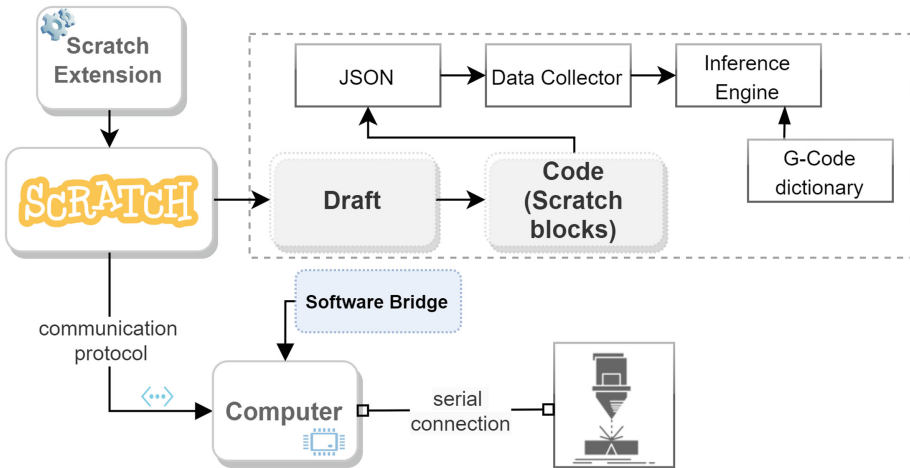 Scratch
Extension
JSON
Data Collector
Inference
Engine
G-Code
dictionary
SCRATCH
Draft
Code
(Scratch
blocks)
Software Bridge
communication
protocol
Computer
serial
connection